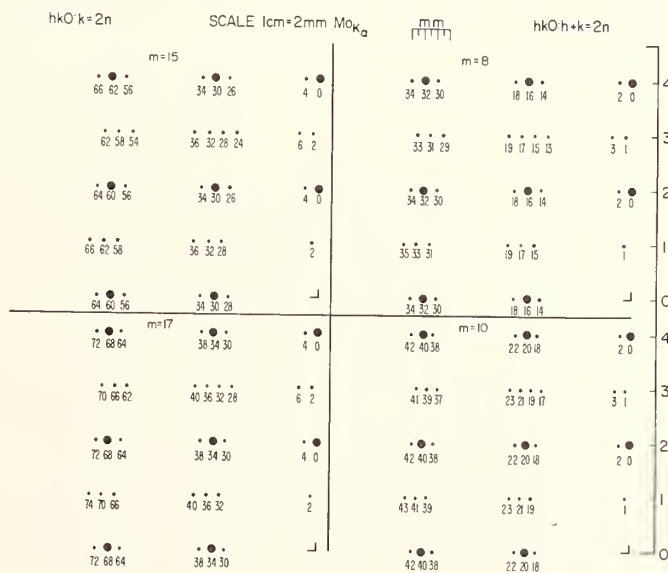 hkO·k=2n SCALE 1cm=2mm MoKα mm hkO·h+k=2n
m=15 m=8
4
66 62 56 34 30 26 4 0 34 32 30 18 16 14 2 0
3
62 58 54 36 32 28 24 6 2 33 31 29 19 17 15 13 3 1
2
64 60 56 34 30 26 4 0 34 32 30 18 16 14 2 0
1
66 62 58 36 32 28 2 35 33 31 19 17 15 1
0
64 60 56 34 30 28 34 32 30 18 16 14
m=17 m=10
4
72 68 64 38 34 30 4 0 42 40 38 22 20 18 2 0
3
70 66 62 40 36 32 28 6 2 41 39 37 23 21 19 17 3 1
2
72 68 64 38 34 30 4 0 42 40 38 22 20 18 2 0
1
74 70 66 40 36 32 2 43 41 39 23 21 19 1
0
72 68 64 38 34 30 42 40 38 22 20 18